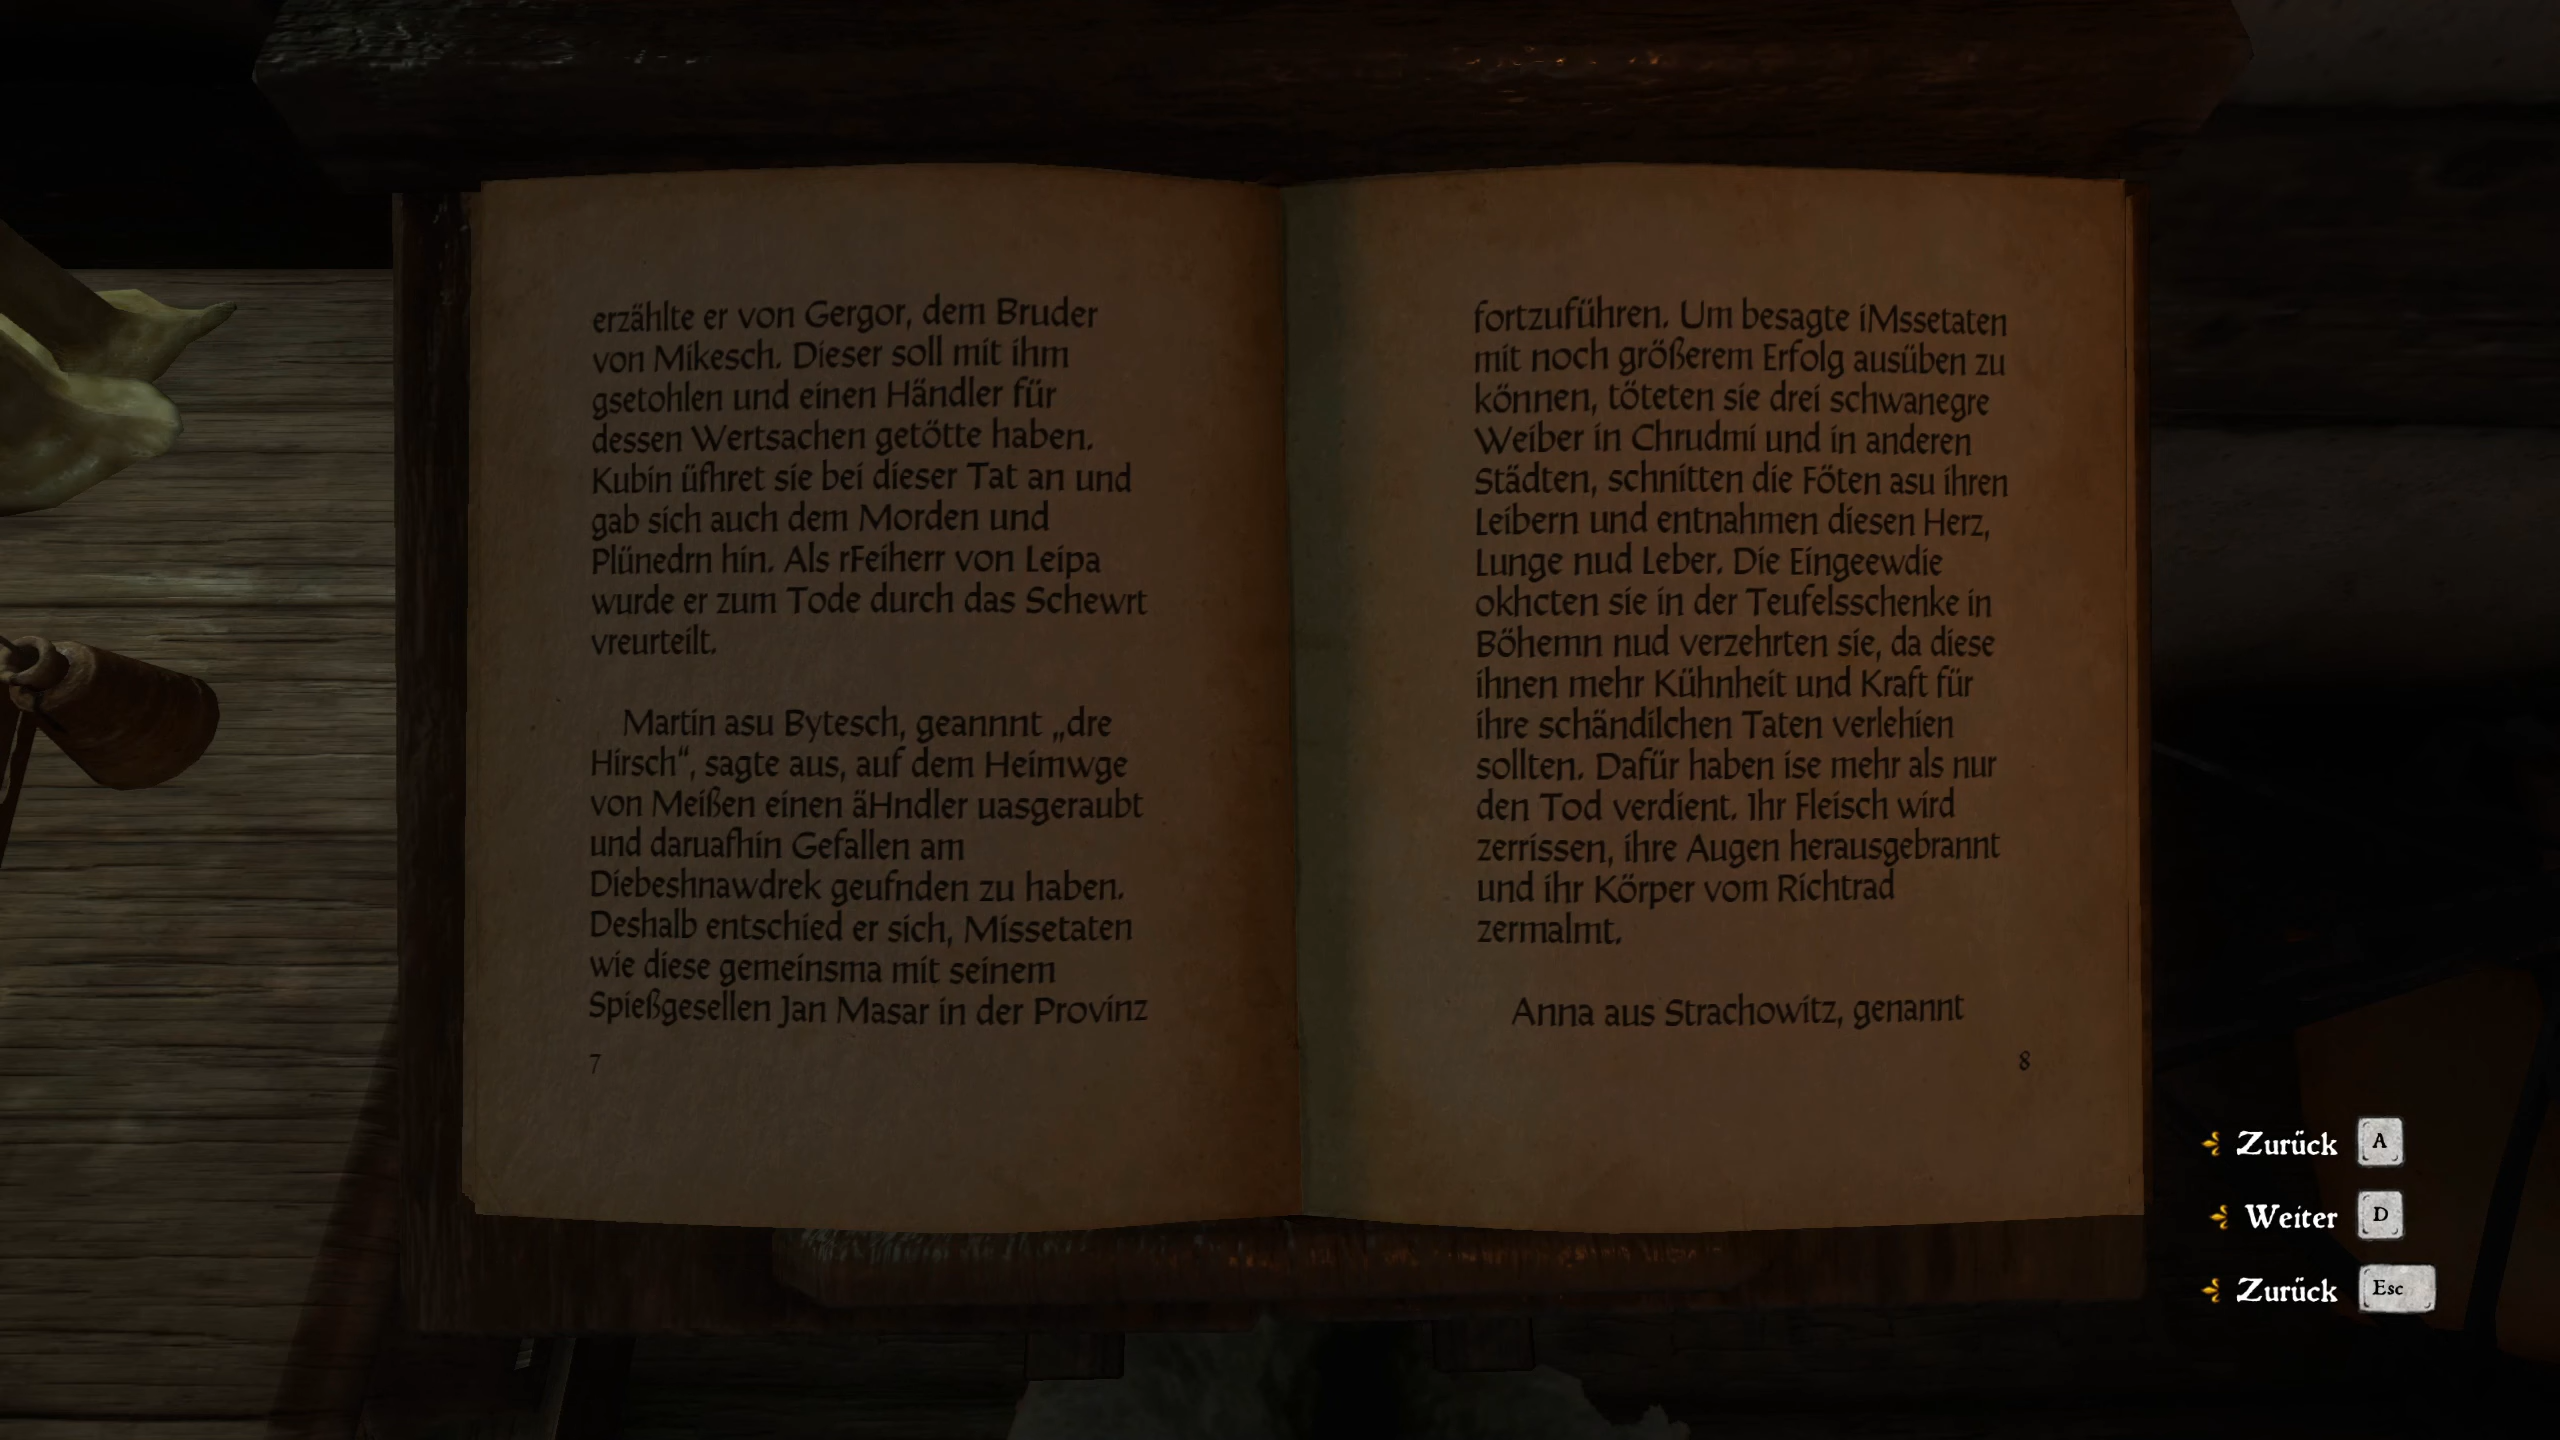 erzählte er von Gergor, dem Bruder
von Mikesch. Dieser soll mit ihm
gsetohlen und einen Händler für
dessen Wertsachen getötte haben.
Kubin üfhret sie bei dieser Tat an und
gab sich auch dem Morden und
Plünedrn hin. Als rFeiherr von Leipa
wurde er zum Tode durch das Schewrt
vreurteilt.
Martin asu Bytesch, geannnt „dre
Hirsch“, sagte aus, auf dem Heimwge
von Meißen einen äHndler uasgeraubt
und daruafhin Gefallen am
Diebeshnawdrek geufnden zu haben.
Deshalb entschied er sich, Missetaten
wie diese gemeinsma mit seinem
Spießgesellen Jan Masar in der Provinz
7
fortzuführen. Um besagte iMssetaten
mit noch größerem Erfolg ausüben zu
können, töteten sie drei schwanegre
Weiber in Chrudmi und in anderen
Städten, schnitten die Föten asu ihren
Leibern und entnahmen diesen Herz,
Lunge nud Leber. Die Eingeewdie
okhcten sie in der Teufelsschenke in
Böhemn nud verzehrten sie, da diese
ihnen mehr Kühnheit und Kraft für
ihre schändilchen Taten verlehien
sollten. Dafür haben ise mehr als nur
den Tod verdient. Ihr Fleisch wird
zerrissen, ihre Augen herausgebrannt
und ihr Körper vom Richtrad
zermalmt.
Anna aus Strachowitz, genannt
8
Zurück A
Weiter D
Zurück Esc